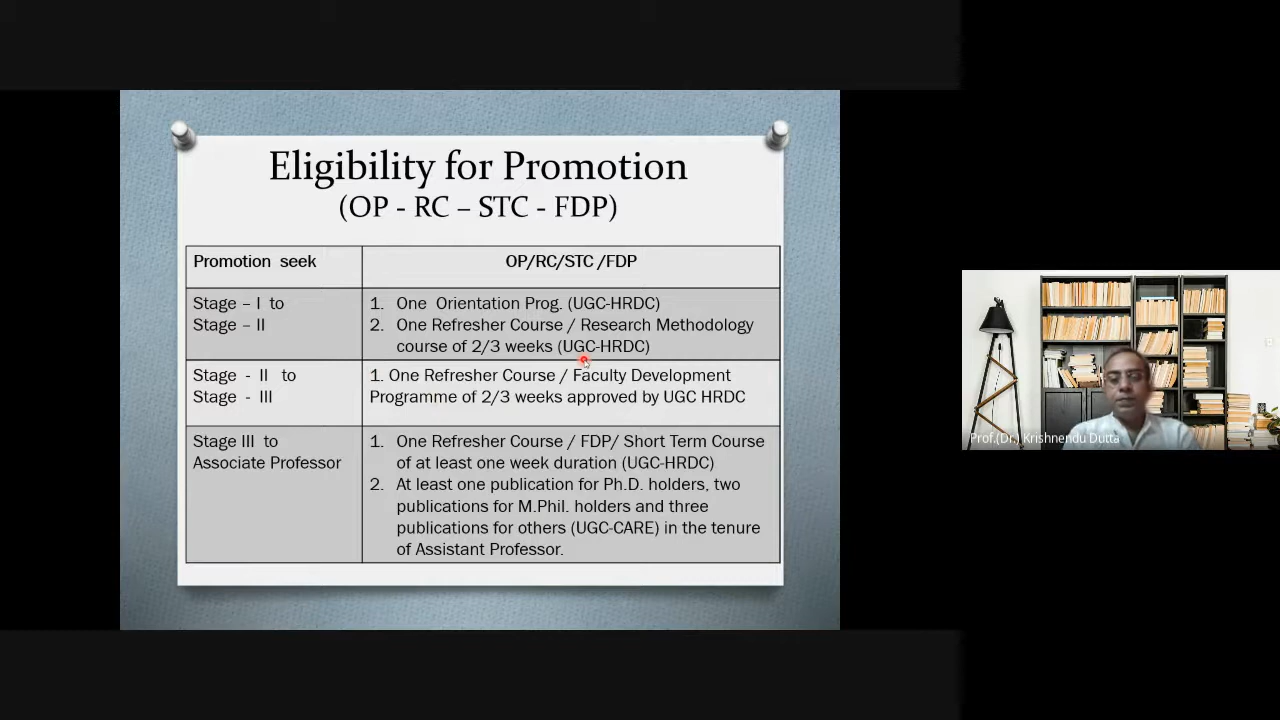 Eligibility for Promotion
(OP - RC – STC - FDP)
Promotion seek
OP/RC/STC /FDP
Stage – I to
Stage – II
1. One Orientation Prog. (UGC-HRDC)
2. One Refresher Course / Research Methodology
course of 2/3 weeks (UGC-HRDC)
Stage - II to
Stage - III
1. One Refresher Course / Faculty Development
Programme of 2/3 weeks approved by UGC HRDC
Stage III to
Associate Professor
1. One Refresher Course / FDP/ Short Term Course
of at least one week duration (UGC-HRDC)
2. At least one publication for Ph.D. holders, two
publications for M.Phil. holders and three
publications for others (UGC-CARE) in the tenure
of Assistant Professor.
Prof.(Dr.) Krishnendu Dutta